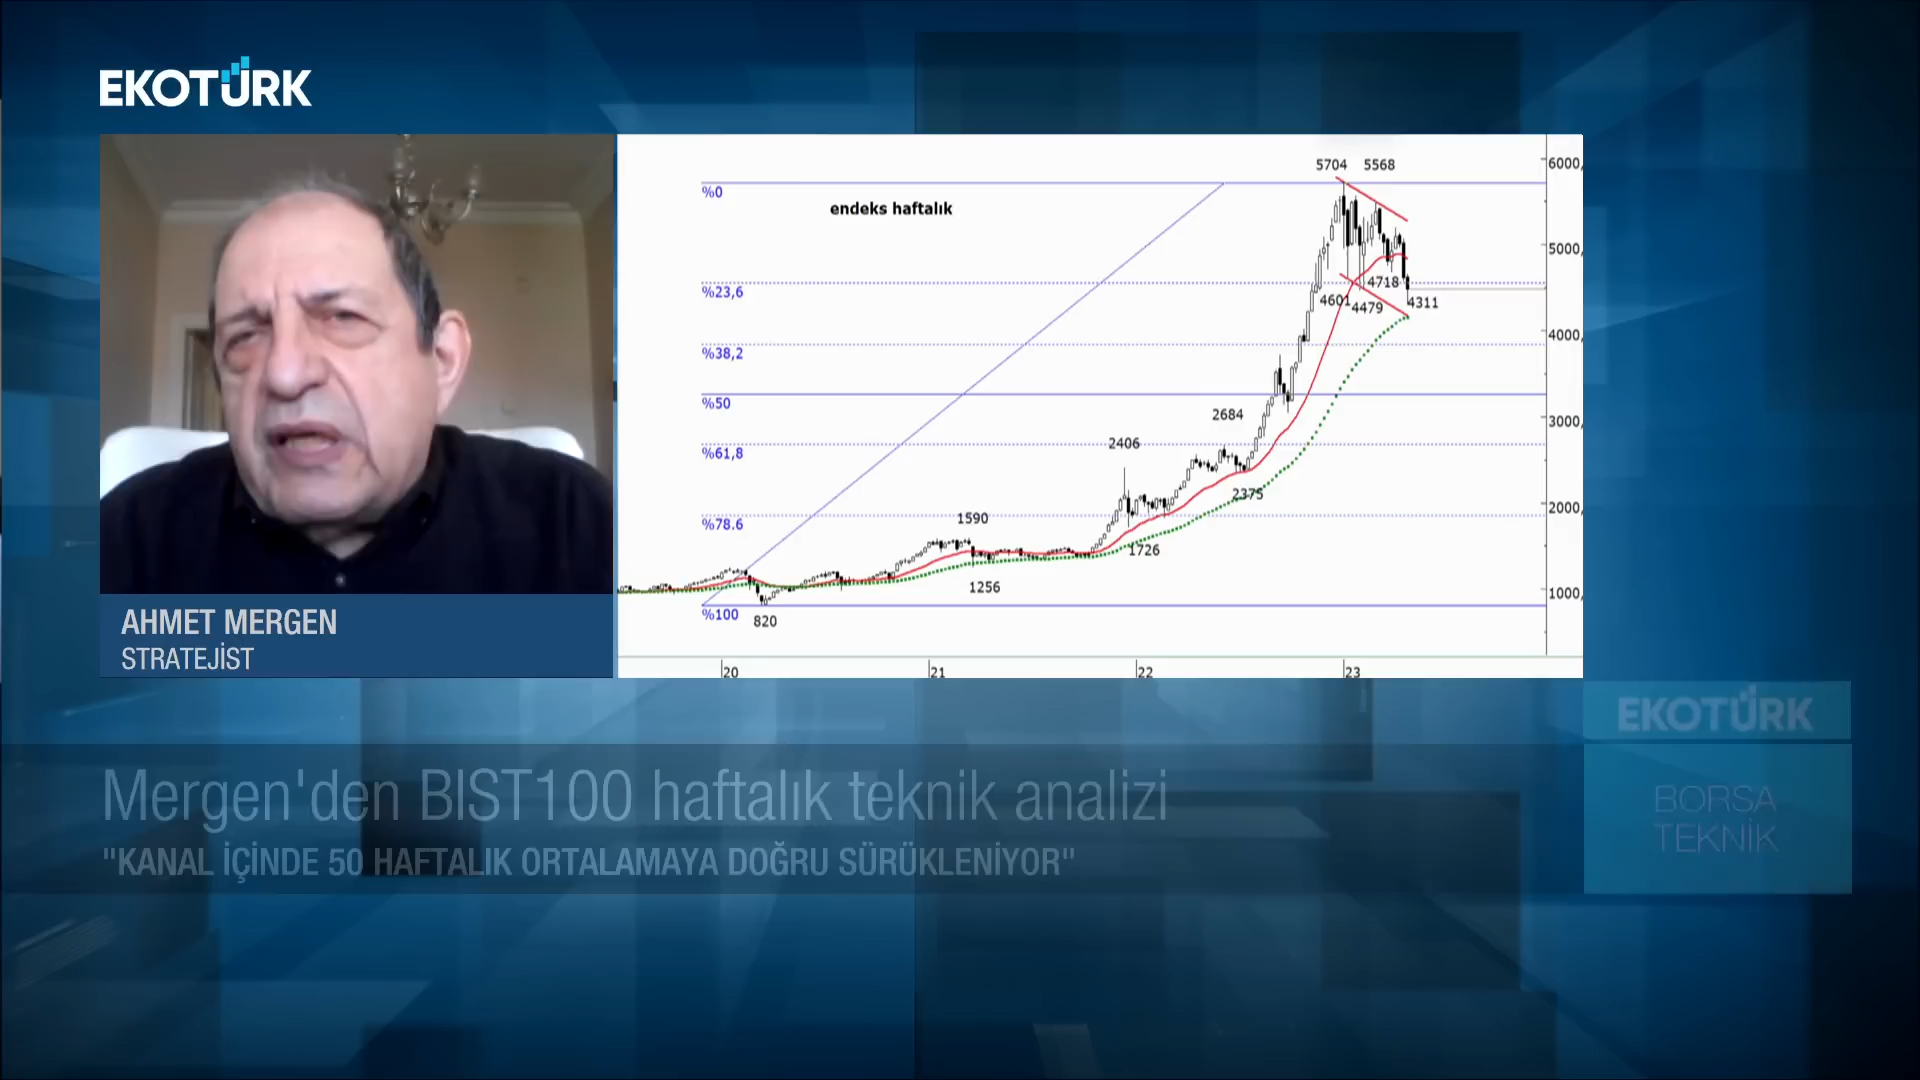 EKOTÜRK
AHMET MERGEN
STRATEJİST
endeks haftalık
%0
%23,6
%38,2
%50
%61,8
%78.6
%100
5704 5568
4718
4601
4479
4311
2684
2406
2375
1590
1726
1256
820
6000,
5000,
4000,
3000,
2000,
1000,
20 21 22 23
Mergen'den BIST100 haftalık teknik analizi
"KANAL İÇİNDE 50 HAFTALIK ORTALAMAYA DOĞRU SÜRÜKLENİYOR"
EKOTÜRK
BORSA
TEKNİK